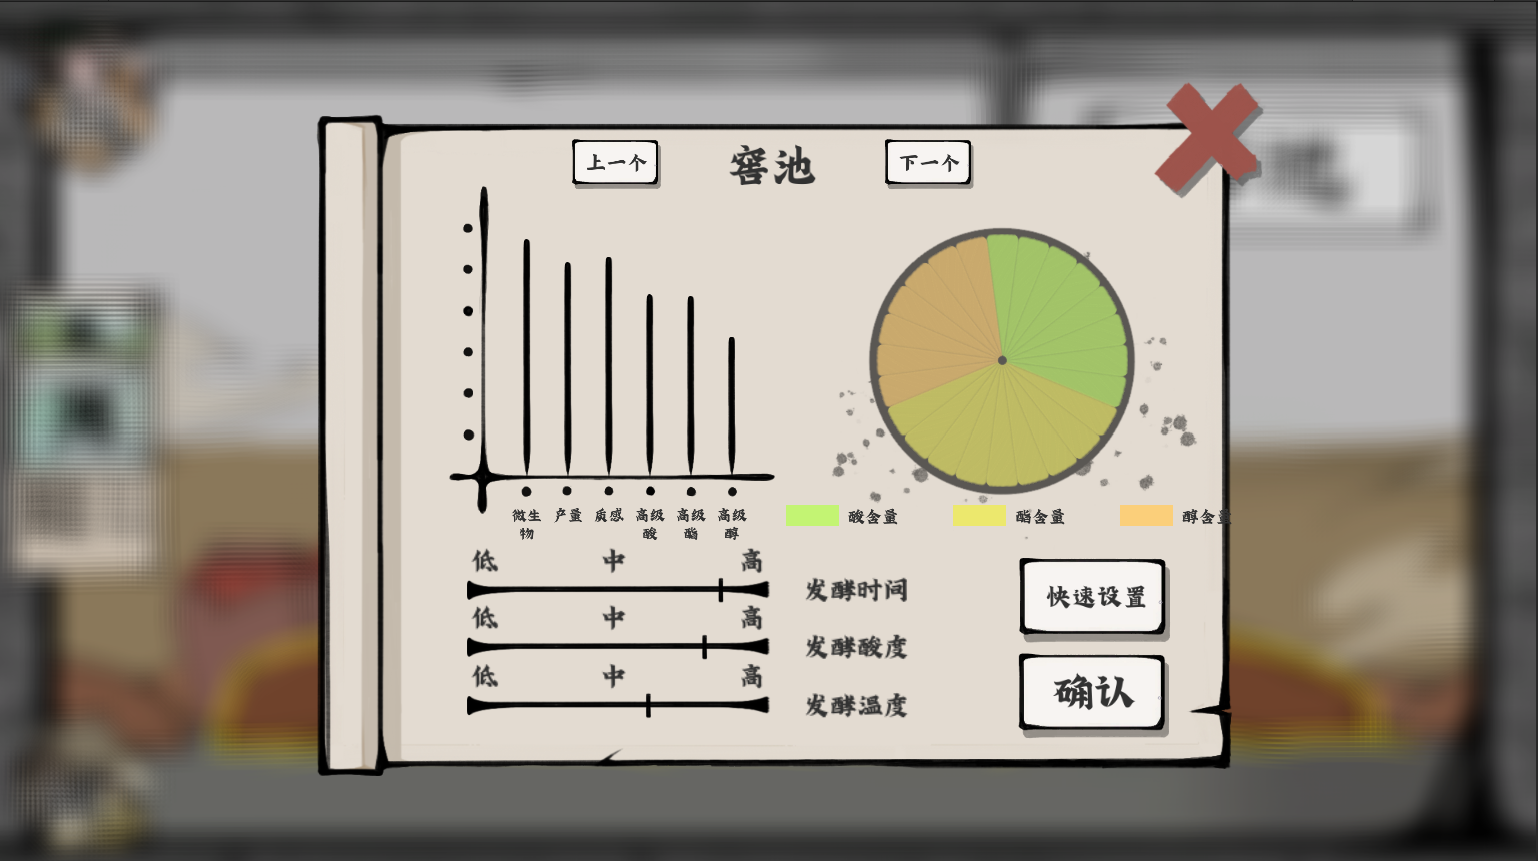 上一个
窖池
下一个
微生物
产量
质感
高级酸
高级酯
高级醇
酸含量
酯含量
醇含量
低 中 高
发酵时间
低 中 高
发酵酸度
低 中 高
发酵温度
快速设置
确认